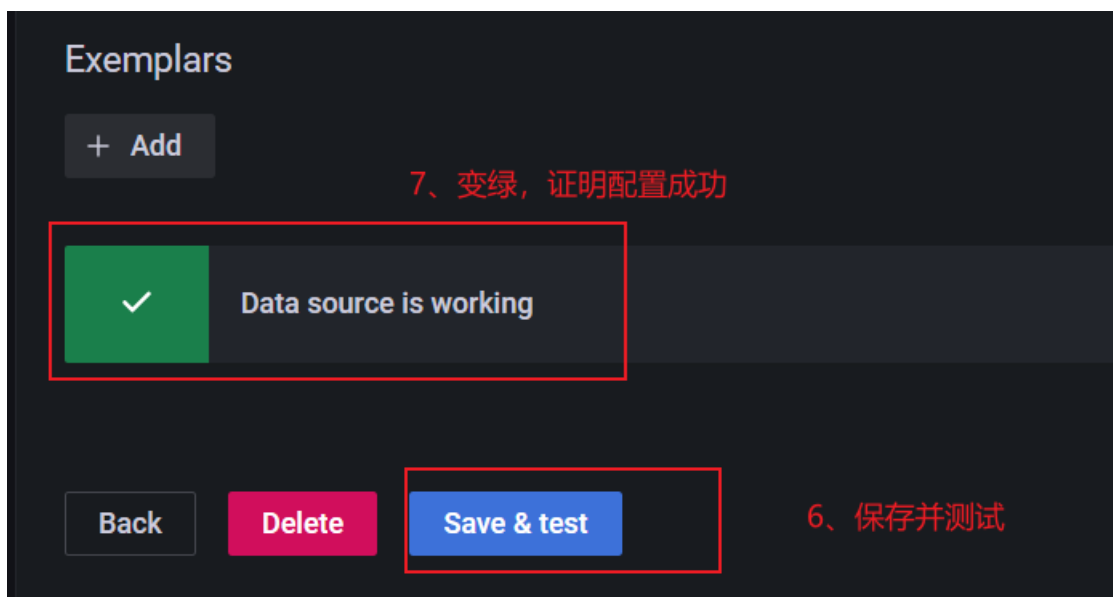 Exemplars
+ Add
7、变绿，证明配置成功
Data source is working
Back
Delete
Save & test
6、保存并测试